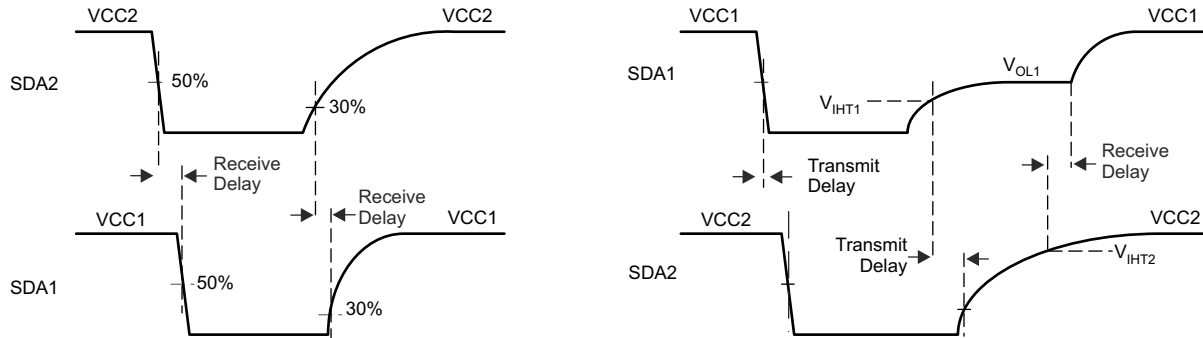 VCC2
VCC2
SDA2
50%
30%
Receive
Delay
Receive
Delay
VCC1
VCC1
SDA1
50%
30%
VCC1
VCC1
SDA1
VOL1
VIHT1
Transmit
Delay
Receive
Delay
VCC2
VCC2
Transmit
Delay
SDA2
VIHT2